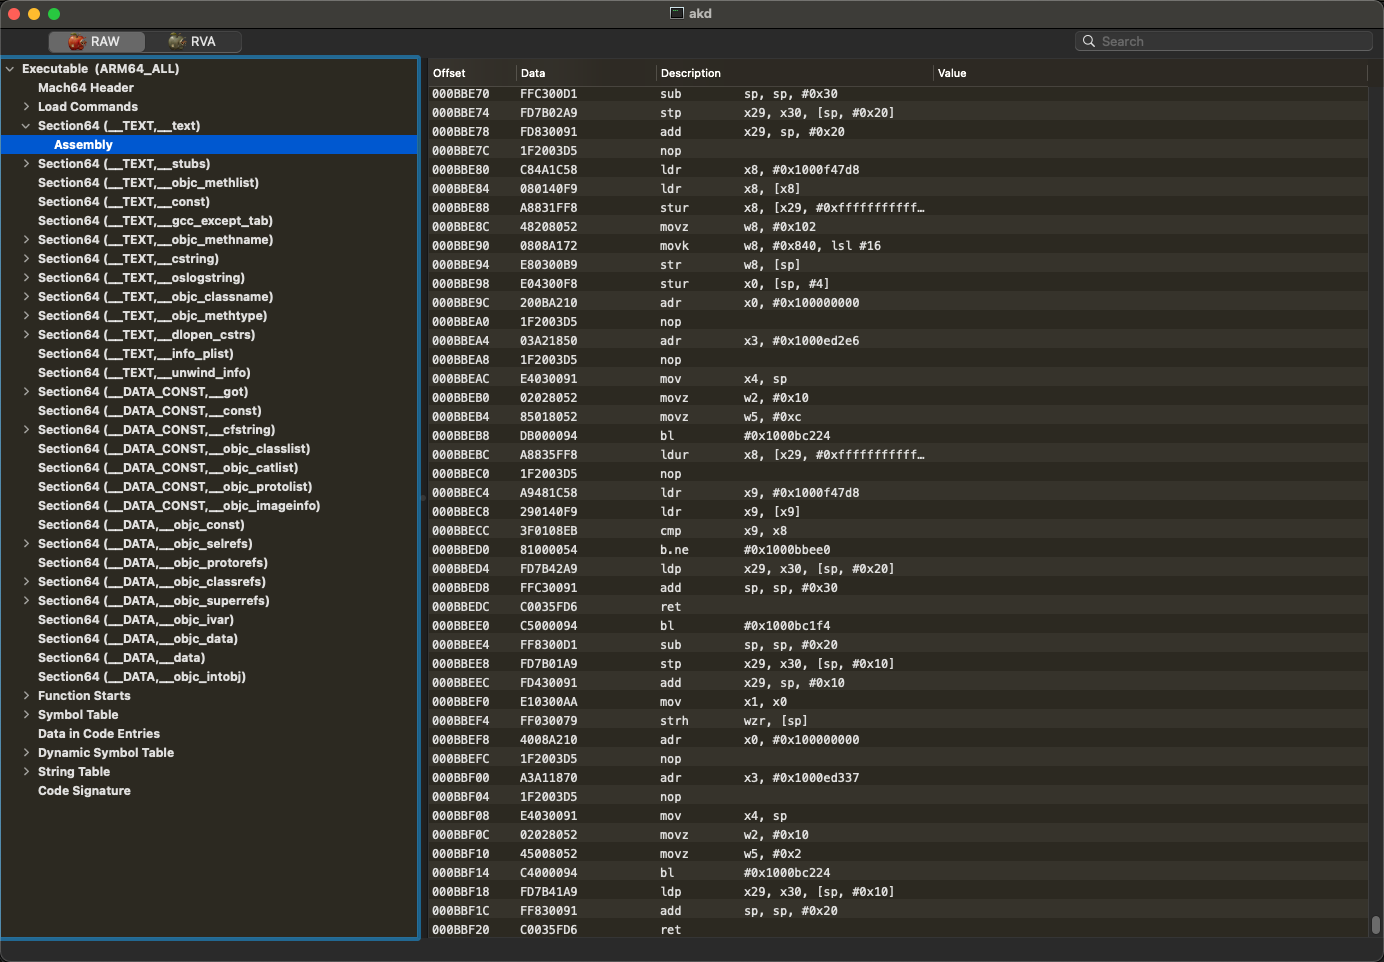 akd
RAW RVA Search
Executable (ARM64_ALL)
Mach64 Header
Load Commands
Section64 (__TEXT,__text)
Assembly
Section64 (__TEXT,__stubs)
Section64 (__TEXT,__objc_methlist)
Section64 (__TEXT,__const)
Section64 (__TEXT,__gcc_except_tab)
Section64 (__TEXT,__objc_methname)
Section64 (__TEXT,__cstring)
Section64 (__TEXT,__oslogstring)
Section64 (__TEXT,__objc_classname)
Section64 (__TEXT,__objc_methtype)
Section64 (__TEXT,__dlopen_cstrs)
Section64 (__TEXT,__info_plist)
Section64 (__TEXT,__unwind_info)
Section64 (__DATA_CONST,__got)
Section64 (__DATA_CONST,__const)
Section64 (__DATA_CONST,__cfstring)
Section64 (__DATA_CONST,__objc_classlist)
Section64 (__DATA_CONST,__objc_catlist)
Section64 (__DATA_CONST,__objc_protolist)
Section64 (__DATA_CONST,__objc_imageinfo)
Section64 (__DATA,__objc_const)
Section64 (__DATA,__objc_selrefs)
Section64 (__DATA,__objc_protorefs)
Section64 (__DATA,__objc_classrefs)
Section64 (__DATA,__objc_superrefs)
Section64 (__DATA,__objc_ivar)
Section64 (__DATA,__objc_data)
Section64 (__DATA,__data)
Section64 (__DATA,__objc_intobj)
Function Starts
Symbol Table
Data in Code Entries
Dynamic Symbol Table
String Table
Code Signature
Offset Data Description Value
000BBE70 FFC300D1 sub sp, sp, #0x30
000BBE74 FD7B02A9 stp x29, x30, [sp, #0x20]
000BBE78 FD830091 add x29, sp, #0x20
000BBE7C 1F2003D5 nop
000BBE80 C84A1C58 ldr x8, #0x1000f47d8
000BBE84 080140F9 ldr x8, [x8]
000BBE88 A8831FF8 stur x8, [x29, #0xfffffffffff…
000BBE8C 48208052 movz w8, #0x102
000BBE90 0808A172 movk w8, #0x840, lsl #16
000BBE94 E80300B9 str w8, [sp]
000BBE98 E04300F8 stur x0, [sp, #4]
000BBE9C 200BA210 adr x0, #0x100000000
000BBEA0 1F2003D5 nop
000BBEA4 03A21850 adr x3, #0x1000ed2e6
000BBEA8 1F2003D5 nop
000BBEAC E4030091 mov x4, sp
000BBEB0 02028052 movz w2, #0x10
000BBEB4 85018052 movz w5, #0xc
000BBEB8 DB000094 bl #0x1000bc224
000BBEBC A8835FF8 ldur x8, [x29, #0xfffffffffff…
000BBEC0 1F2003D5 nop
000BBEC4 A9481C58 ldr x9, #0x1000f47d8
000BBEC8 290140F9 ldr x9, [x9]
000BBECC 3F0108EB cmp x9, x8
000BBED0 81000054 b.ne #0x1000bbee0
000BBED4 FD7B42A9 ldp x29, x30, [sp, #0x20]
000BBED8 FFC30091 add sp, sp, #0x30
000BBEDC C0035FD6 ret
000BBEE0 C5000094 bl #0x1000bc1f4
000BBEE4 FF8300D1 sub sp, sp, #0x20
000BBEE8 FD7B01A9 stp x29, x30, [sp, #0x10]
000BBEEC FD430091 add x29, sp, #0x10
000BBEF0 E10300AA mov x1, x0
000BBEF4 FF030079 strh wzr, [sp]
000BBEF8 4008A210 adr x0, #0x100000000
000BBEFC 1F2003D5 nop
000BBF00 A3A11870 adr x3, #0x1000ed337
000BBF04 1F2003D5 nop
000BBF08 E4030091 mov x4, sp
000BBF0C 02028052 movz w2, #0x10
000BBF10 45008052 movz w5, #0x2
000BBF14 C4000094 bl #0x1000bc224
000BBF18 FD7B41A9 ldp x29, x30, [sp, #0x10]
000BBF1C FF830091 add sp, sp, #0x20
000BBF20 C0035FD6 ret